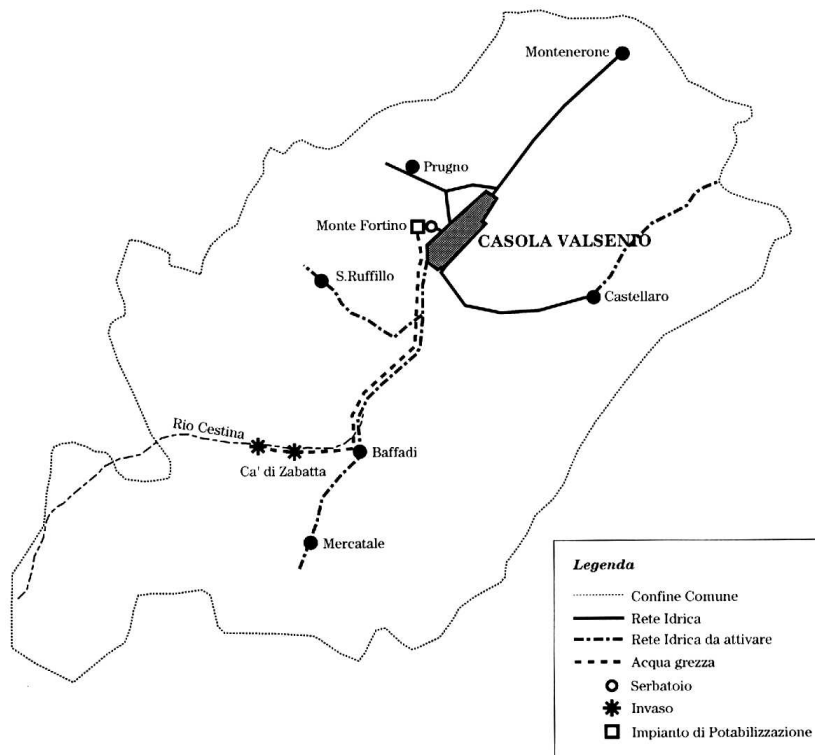 Montenerone
Prugno
Monte Fortino
CASOLA VALSENIO
S.Ruffillo
Castellaro
Rio Cestina
Ca' di Zabatta
Baffadi
Mercatale
Legenda
Confine Comune
Rete Idrica
Rete Idrica da attivare
Acqua grezza
Serbatoio
Invaso
Impianto di Potabilizzazione